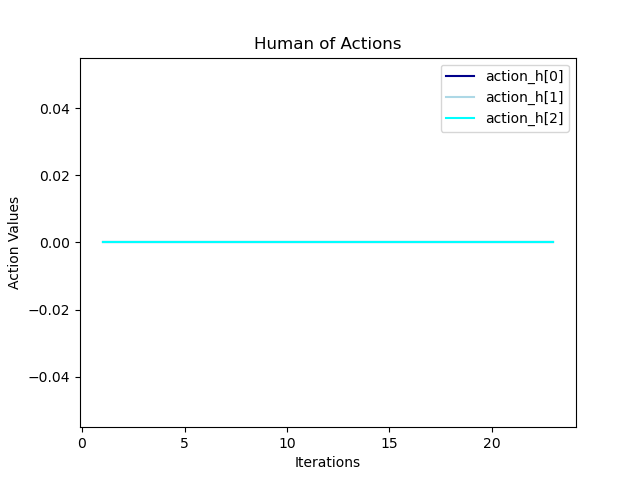 Human of Actions
action_h[0]
action_h[1]
action_h[2]
Action Values
0.04
0.02
0.00
−0.02
−0.04
0 5 10 15 20
Iterations